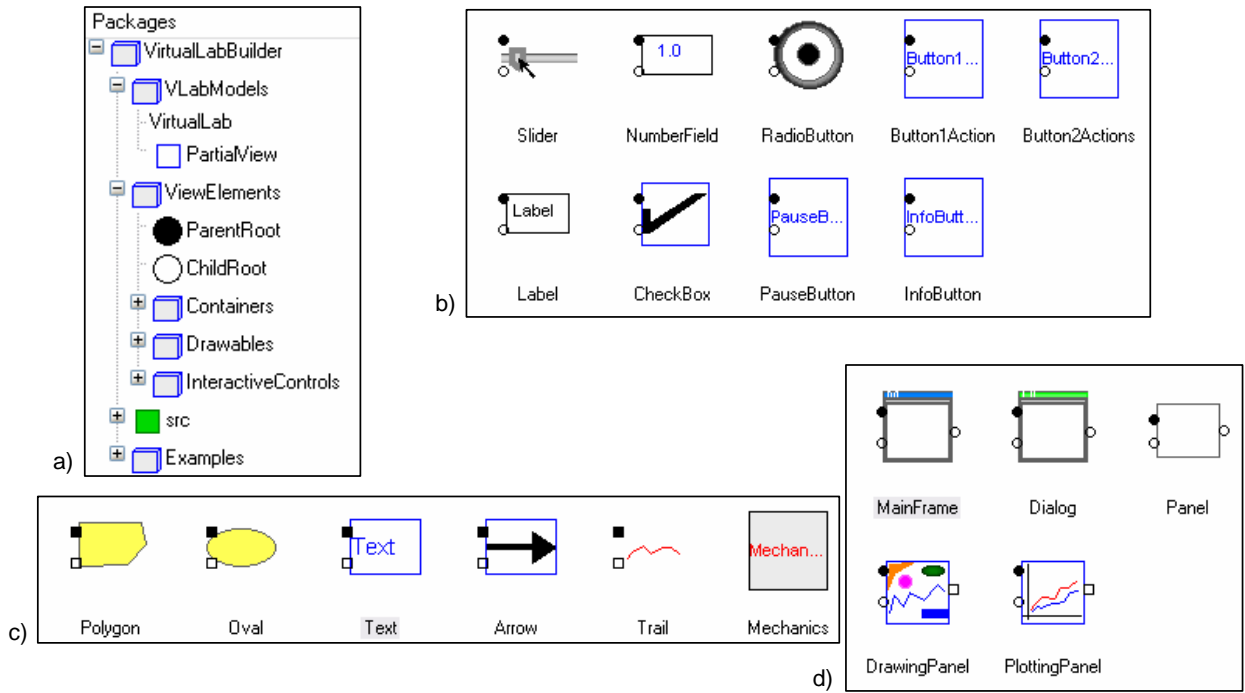 Packages
VirtualLabBuilder
VLabModels
VirtualLab
PartialView
ViewElements
ParentRoot
ChildRoot
Containers
Drawables
InteractiveControls
src
Examples
a)
1.0
Button1...
Button2...
Slider
NumberField
RadioButton
Button1Action
Button2Actions
Label
PauseB...
InfoButt...
Label
CheckBox
PauseButton
InfoButton
b)
Text
Mechan...
Polygon
Oval
Text
Arrow
Trail
Mechanics
c)
MainFrame
Dialog
Panel
DrawingPanel
PlottingPanel
d)